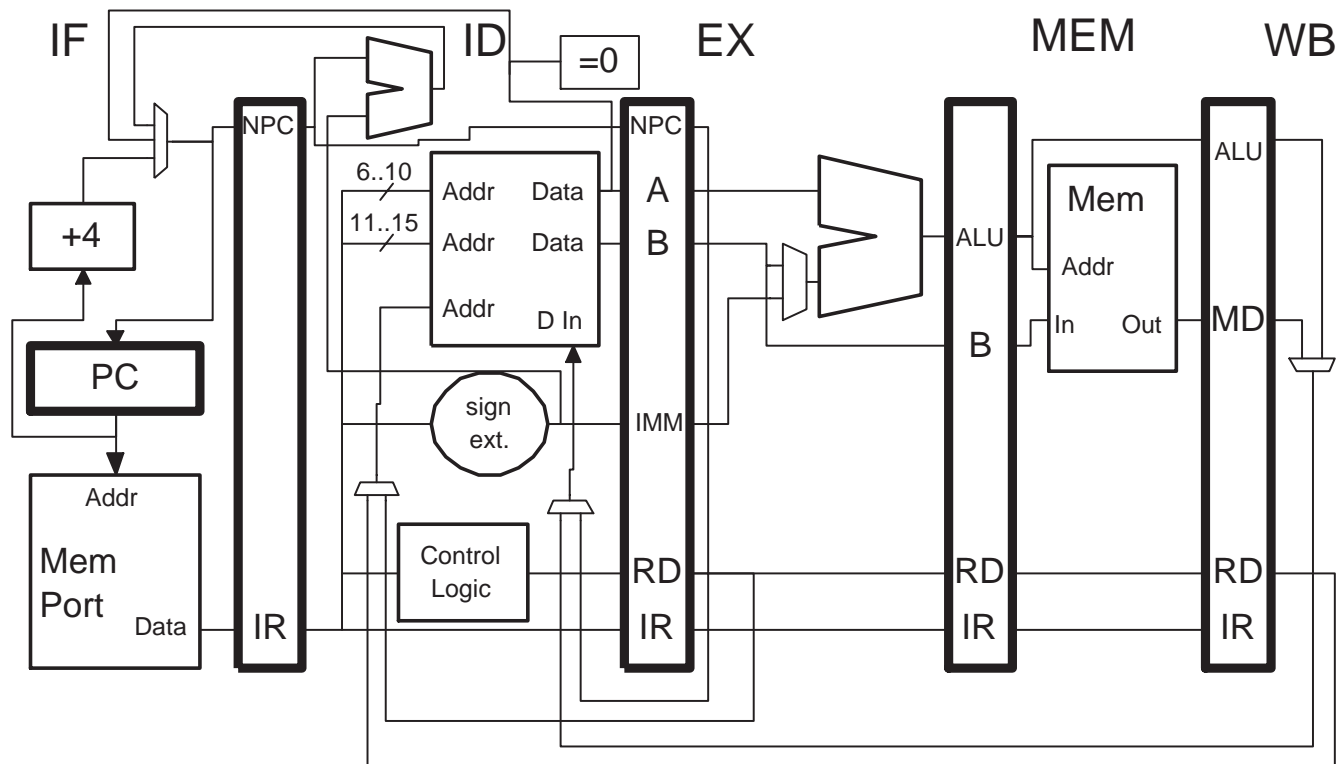 IF
ID
EX
MEM
WB
=0
NPC
NPC
6..10
11..15
Addr
Data
Addr
Data
Addr
D In
A
B
+4
PC
ALU
B
Mem
Addr
In
Out
ALU
MD
sign
ext.
IMM
Addr
Mem
Port
Data
Control
Logic
IR
RD
IR
RD
IR
RD
IR